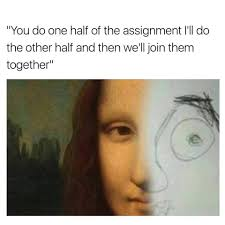 "You do one half of the assignment I'll do
the other half and then we'll join them
together"